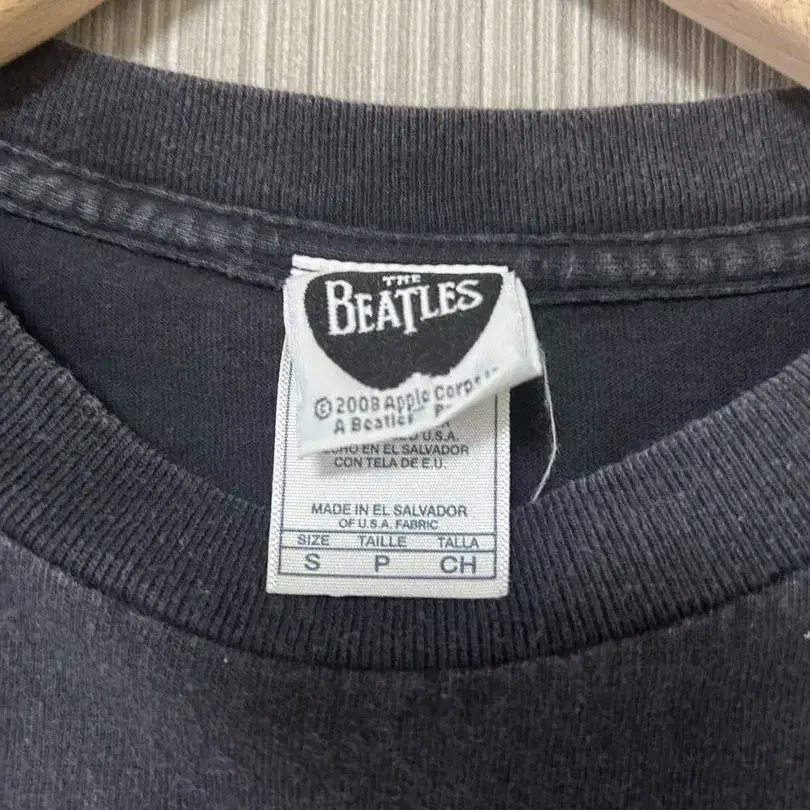 THE
BEATLES
© 2008 Apple Corps
A Beatles
U.S.A.
HECHO EN EL SALVADOR
CON TELA DE E.U.
MADE IN EL SALVADOR
OF U.S.A. FABRIC
SIZE TAILLE TALLA
S P CH